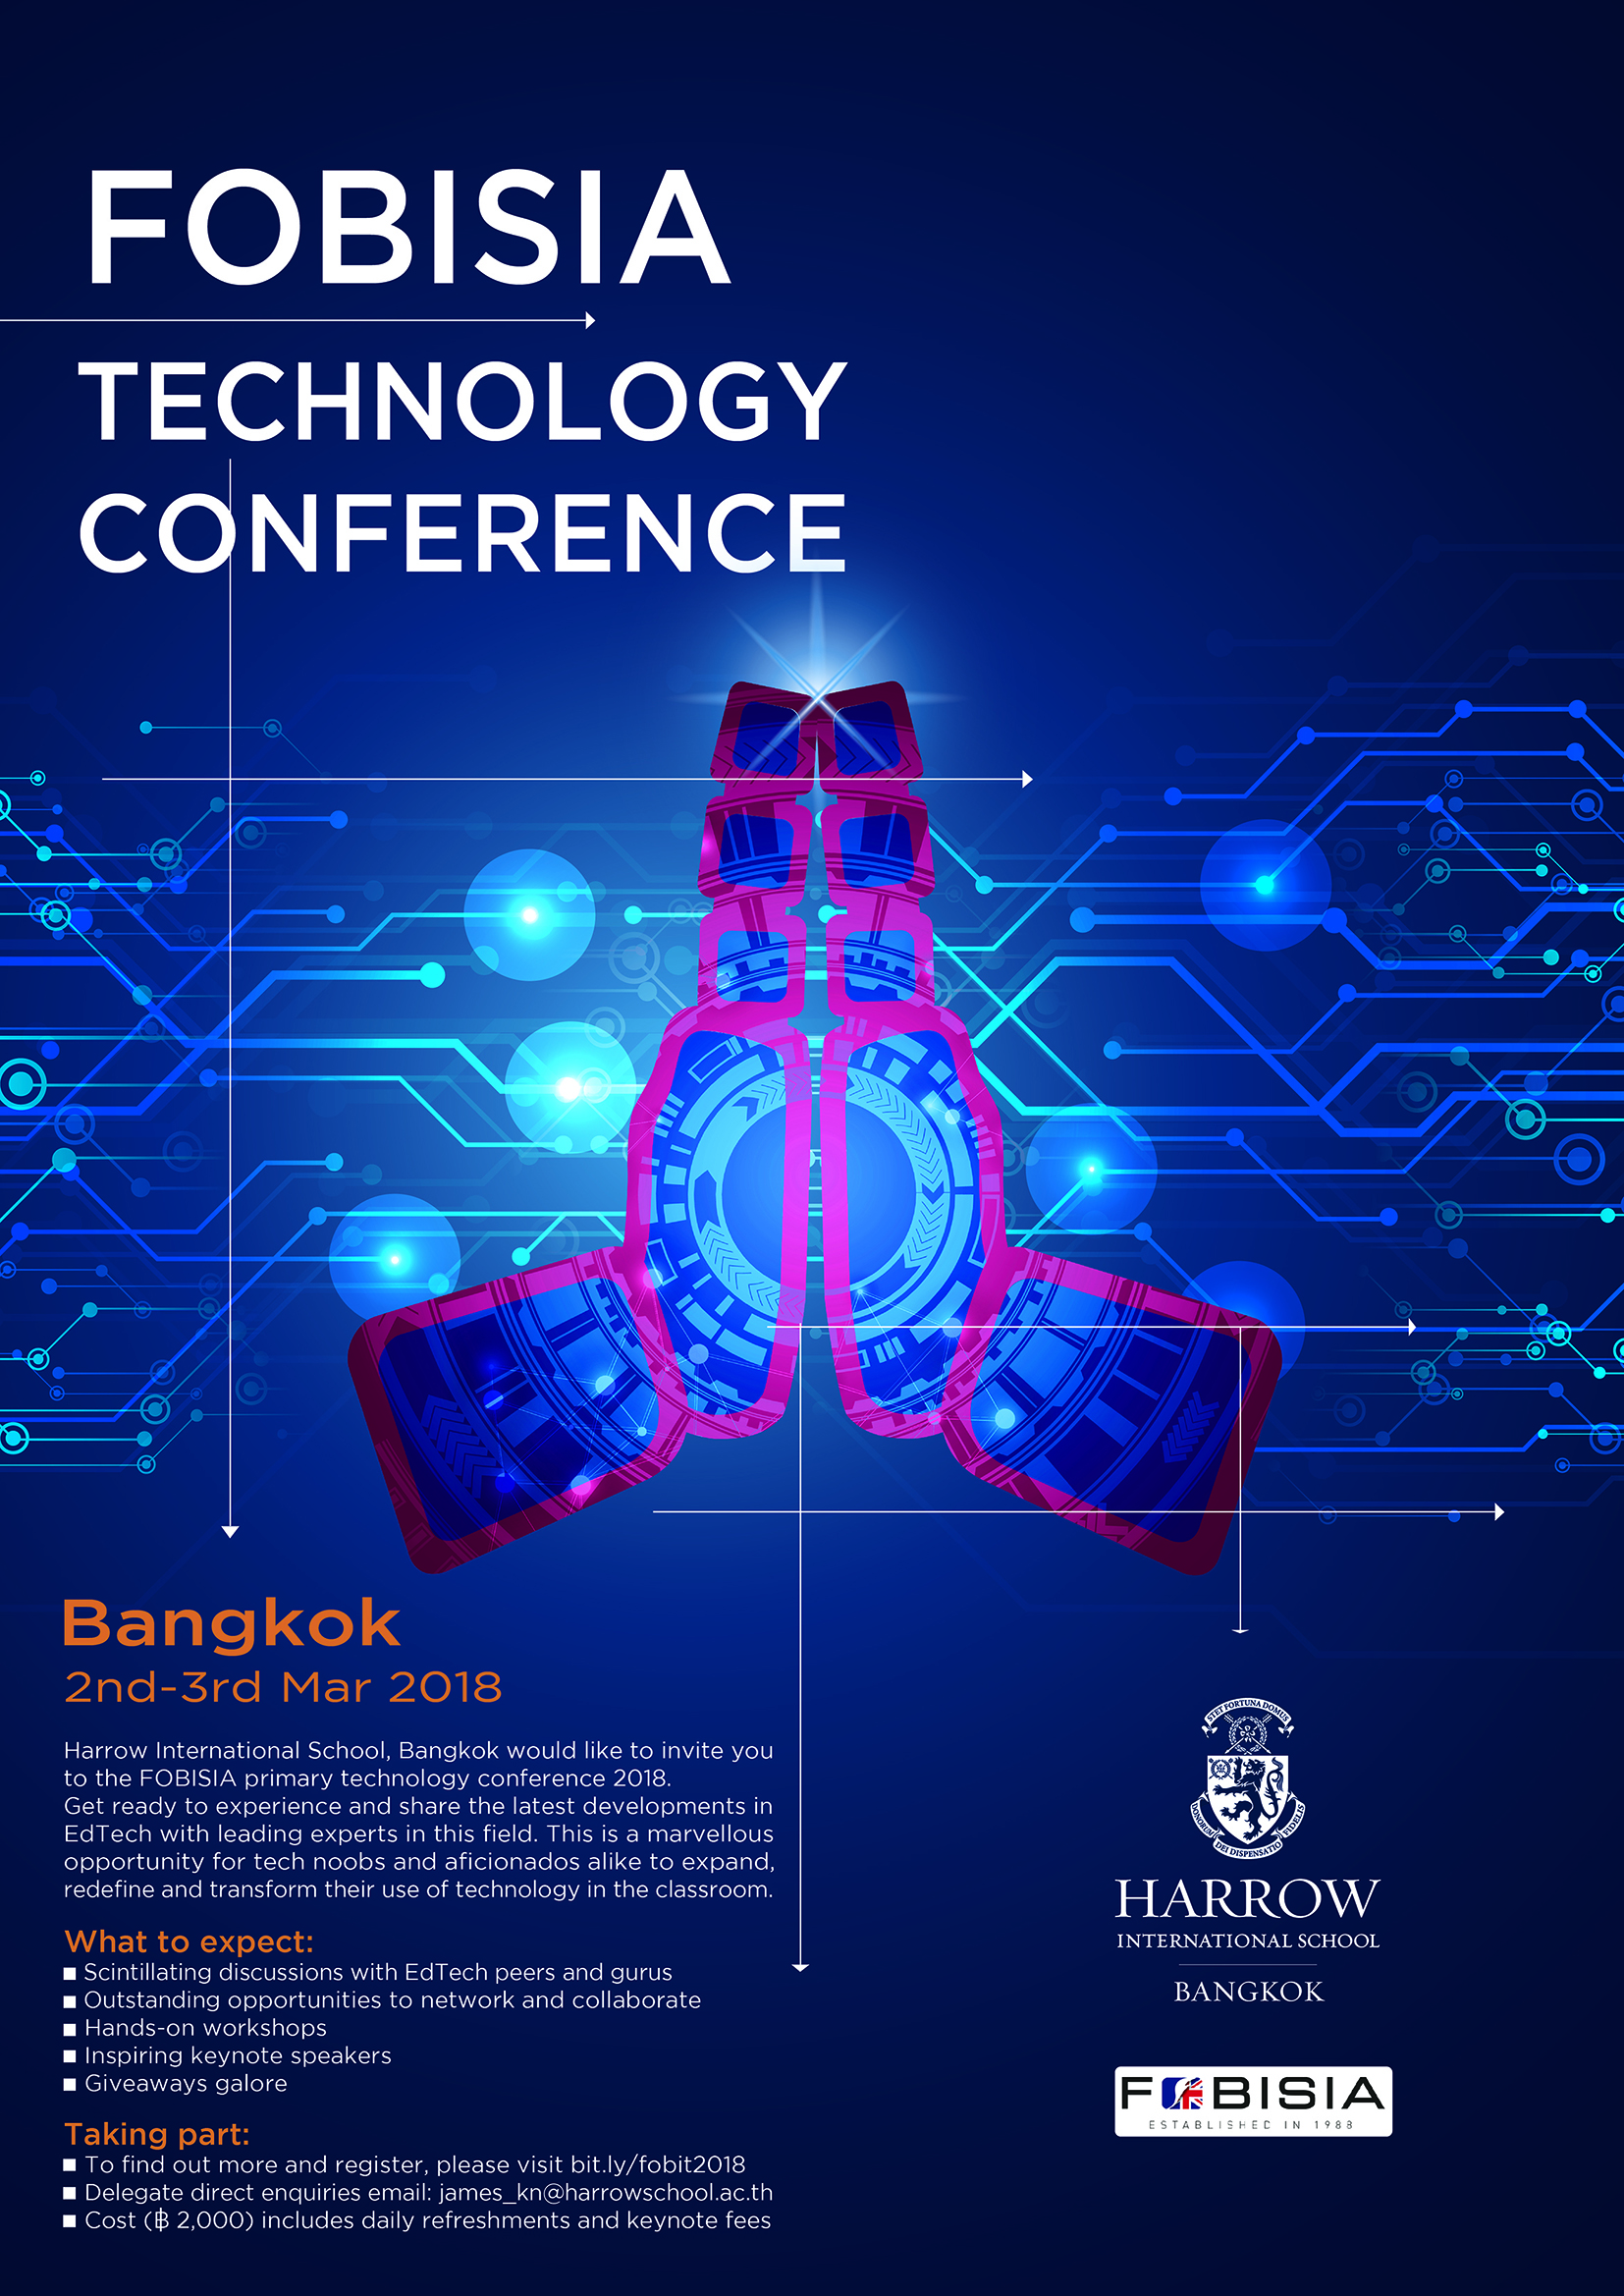 FOBISIA
TECHNOLOGY
CONFERENCE
Bangkok
2nd-3rd Mar 2018
Harrow International School, Bangkok would like to invite you
to the FOBISIA primary technology conference 2018.
Get ready to experience and share the latest developments in
EdTech with leading experts in this field. This is a marvellous
opportunity for tech noobs and aficionados alike to expand,
redefine and transform their use of technology in the classroom.
What to expect:
■ Scintillating discussions with EdTech peers and gurus
■ Outstanding opportunities to network and collaborate
■ Hands-on workshops
■ Inspiring keynote speakers
■ Giveaways galore
Taking part:
■ To find out more and register, please visit bit.ly/fobit2018
■ Delegate direct enquiries email: james_kn@harrowschool.ac.th
■ Cost (฿ 2,000) includes daily refreshments and keynote fees
STET FORTUNA DOMUS
DONORUM DEI DISPENSATIO FIDELIS
HARROW
INTERNATIONAL SCHOOL
BANGKOK
FOBISIA
ESTABLISHED IN 1988